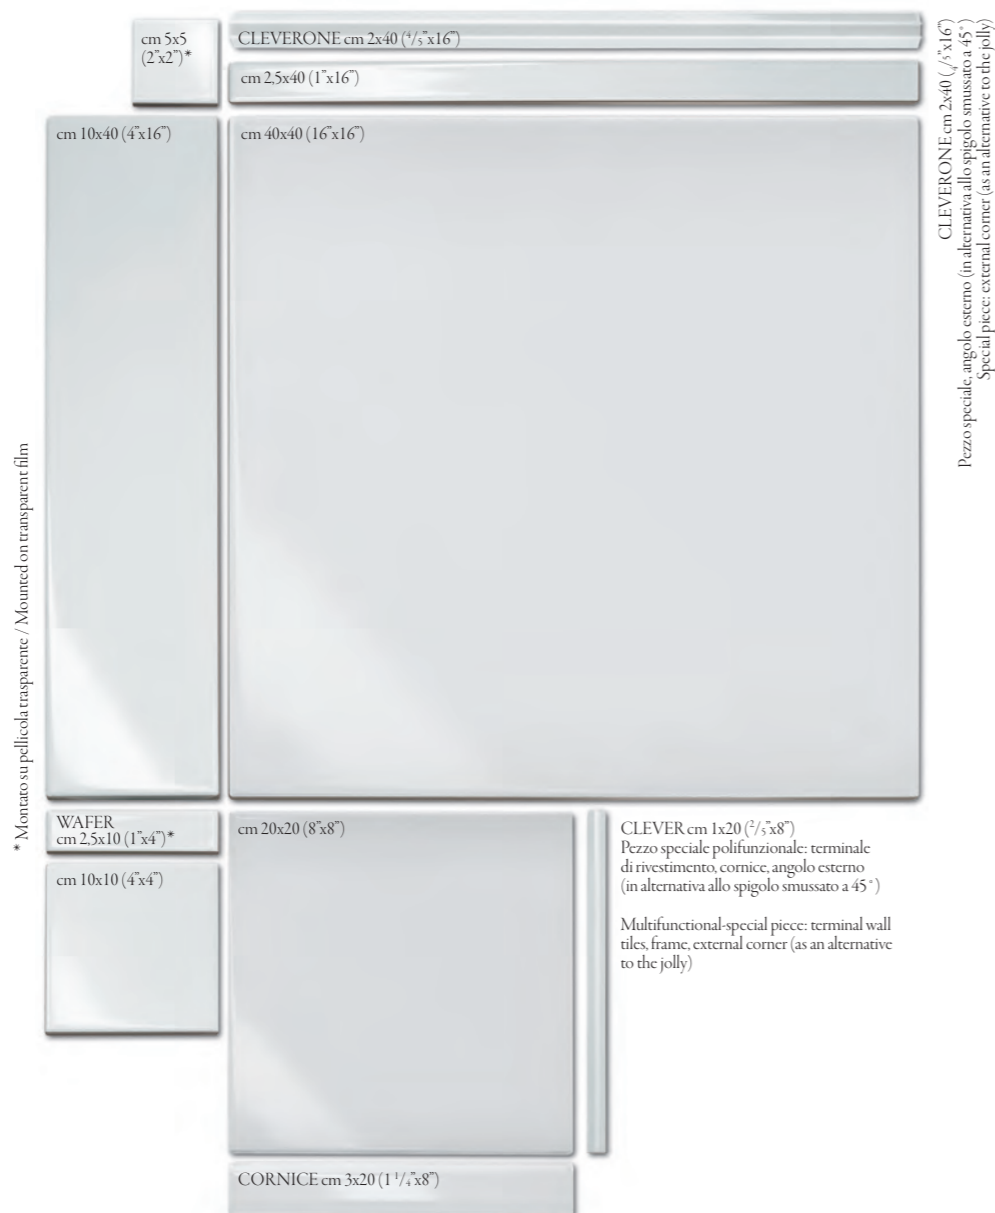 cm 5x5
(2”x2”)*
CLEVERONE cm 2x40 (4/5”x16”)
cm 2,5x40 (1”x16”)
cm 10x40 (4”x16”)
cm 40x40 (16”x16”)
CLEVERONE cm 2x40 (4/5”x16”)
Pezzo speciale, angolo esterno (in alternativa allo spigolo smussato a 45°)
Special piece: external corner (as an alternative to the jolly)
* Montato su pellicola trasparente / Mounted on transparent film
WAFER
cm 2,5x10 (1”x4”)*
cm 20x20 (8”x8”)
CLEVER cm 1x20 (2/5”x8”)
Pezzo speciale polifunzionale: terminale
di rivestimento, cornice, angolo esterno
(in alternativa allo spigolo smussato a 45°)
Multifunctional-special piece: terminal wall
tiles, frame, external corner (as an alternative
to the jolly)
cm 10x10 (4”x4”)
CORNICE cm 3x20 (1 1/4”x8”)